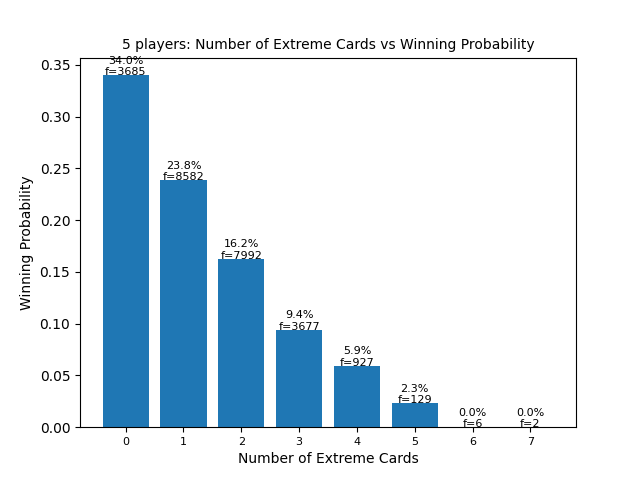 5 players: Number of Extreme Cards vs Winning Probability
Winning Probability
0.35
0.30
0.25
0.20
0.15
0.10
0.05
0.00
34.0%
f=3685
23.8%
f=8582
16.2%
f=7992
9.4%
f=3677
5.9%
f=927
2.3%
f=129
0.0%
f=6
0.0%
f=2
0 1 2 3 4 5 6 7
Number of Extreme Cards